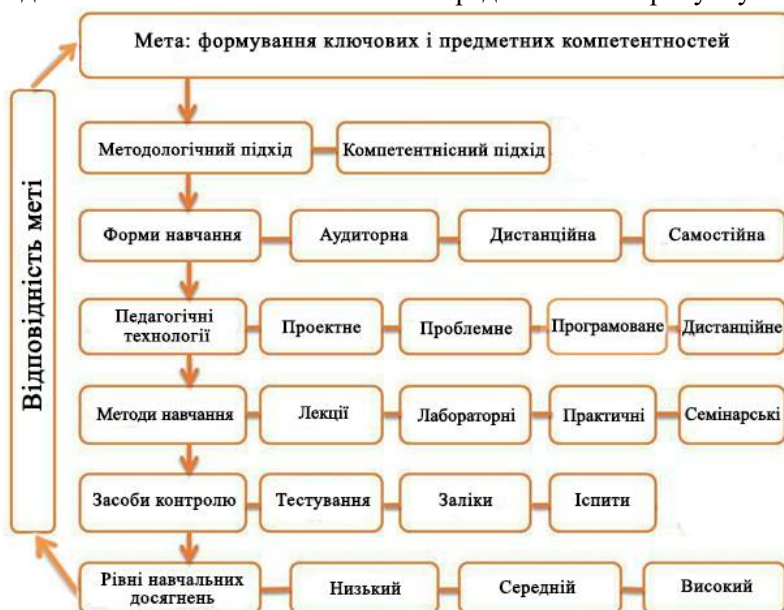 Мета: формування ключових і предметних компетентностей
Відповідність меті
Методологічний підхід
Компетентнісний підхід
Форми навчання
Аудиторна
Дистанційна
Самостійна
Педагогічні
технології
Проектне
Проблемне
Програмоване
Дистанційне
Методи навчання
Лекції
Лабораторні
Практичні
Семінарські
Засоби контролю
Тестування
Заліки
Іспити
Рівні навчальних
досягнень
Низький
Середній
Високий